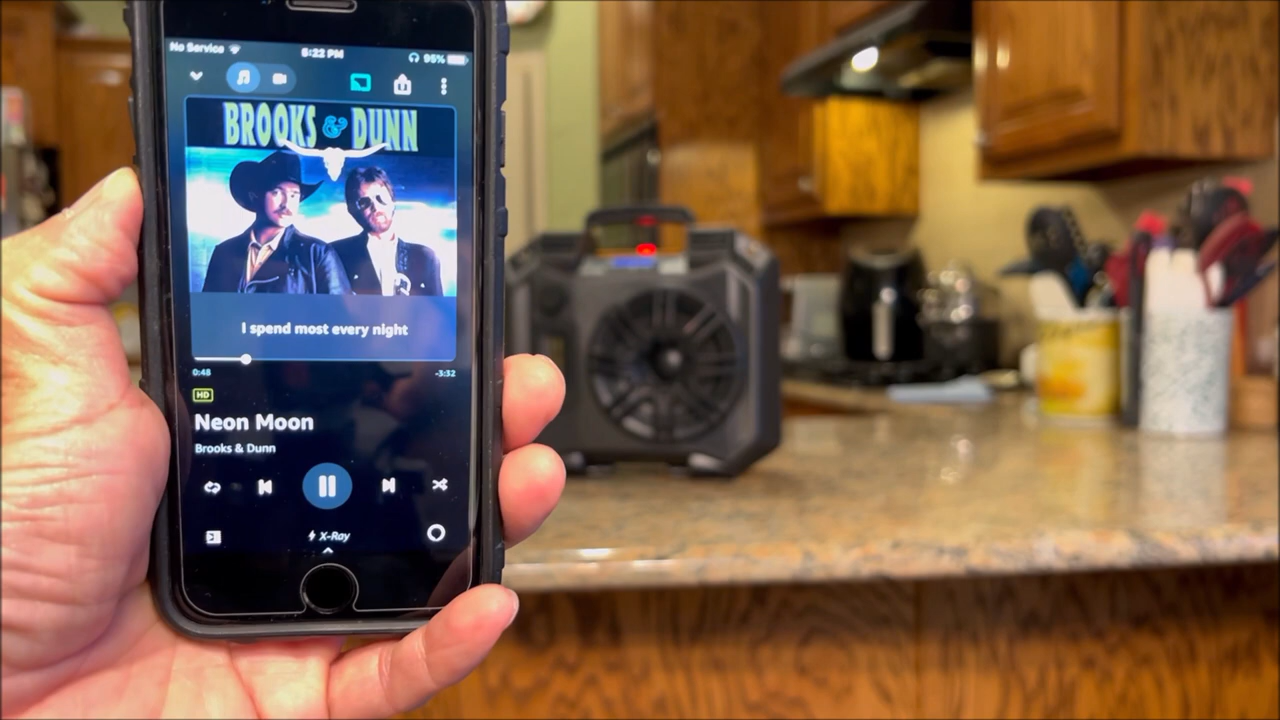 No Service 6:22 PM 95%
BROOKS & DUNN
I spend most every night
0:48 -3:32
HD
Neon Moon
Brooks & Dunn
X-Ray